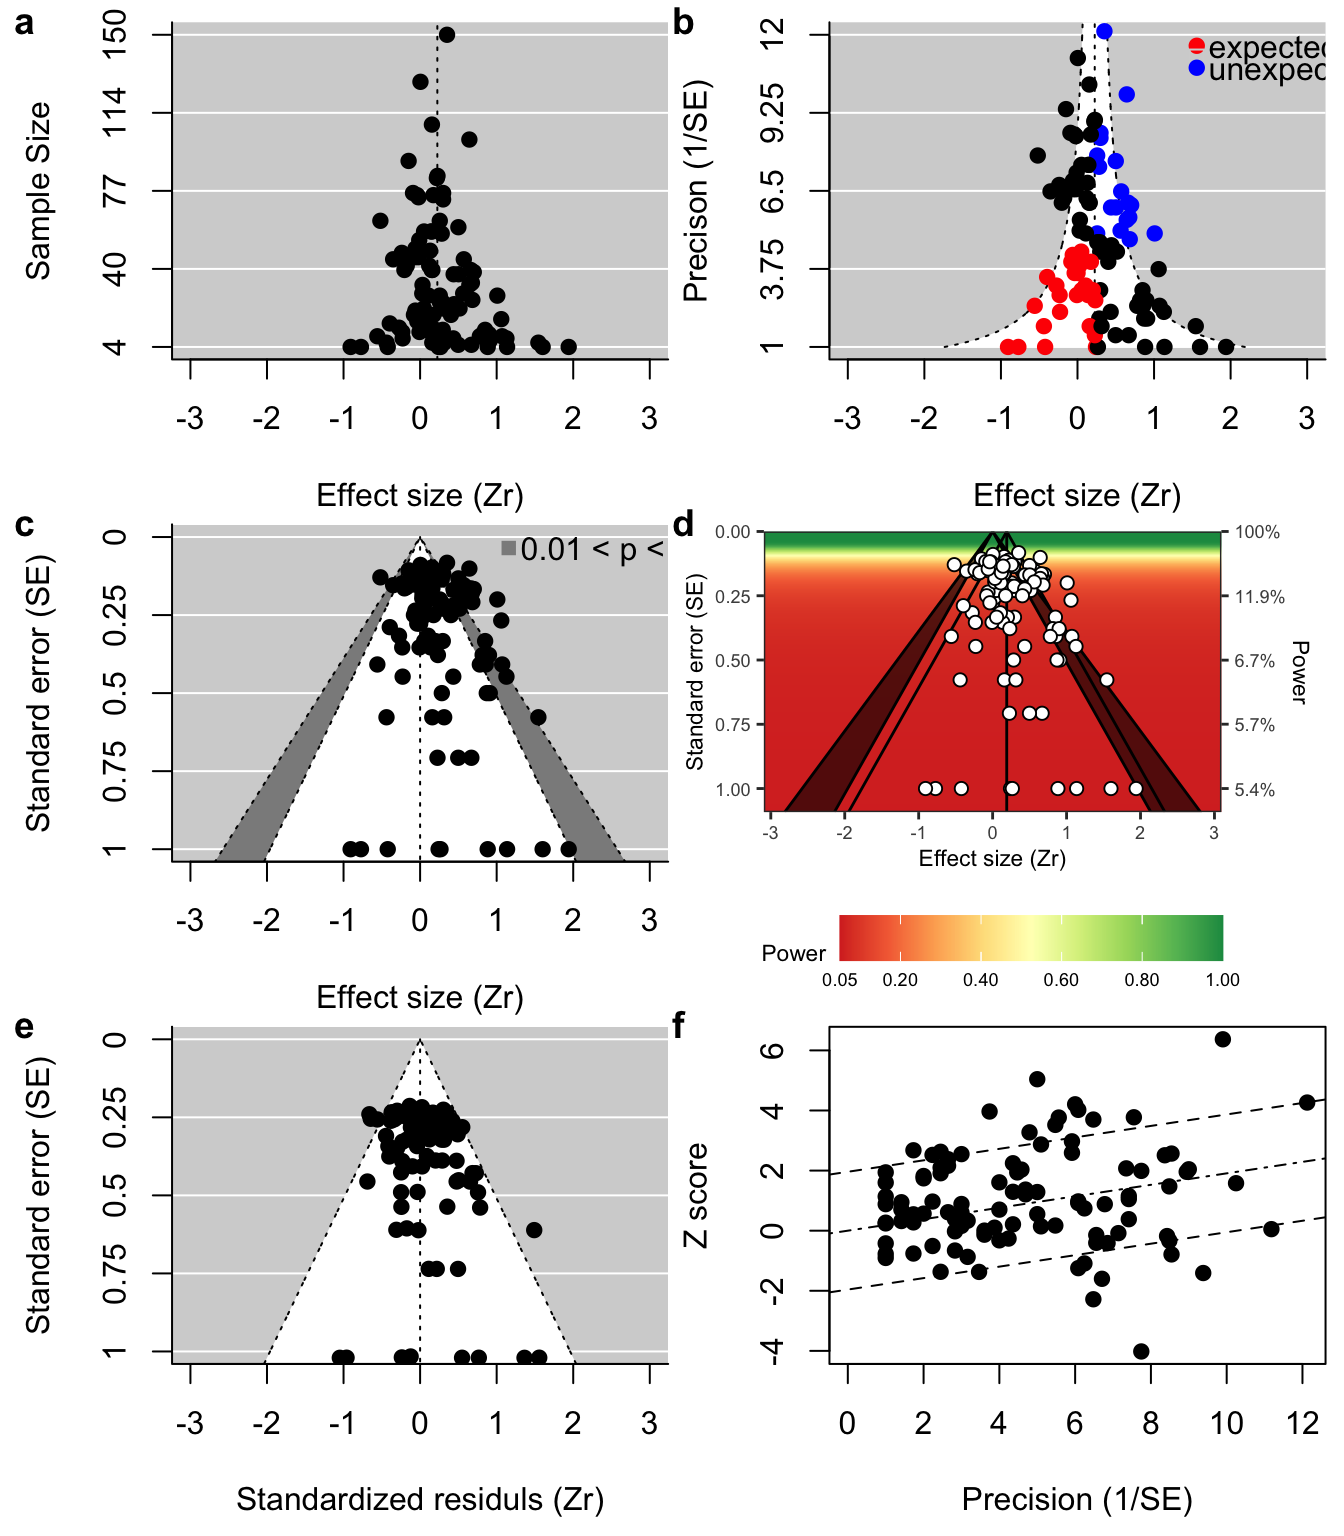 a
150
114
77
40
4
Sample Size
-3 -2 -1 0 1 2 3
Effect size (Zr)
b
12
9.25
6.5
3.75
1
Precison (1/SE)
expected
unexpec
-3 -2 -1 0 1 2 3
Effect size (Zr)
c
0
0.25
0.5
0.75
1
Standard error (SE)
0.01 < p <
-3 -2 -1 0 1 2 3
Effect size (Zr)
d
0.00
0.25
0.50
0.75
1.00
Standard error (SE)
100%
11.9%
6.7%
5.7%
5.4%
Power
-3 -2 -1 0 1 2 3
Effect size (Zr)
Power
0.05 0.20 0.40 0.60 0.80 1.00
e
0
0.25
0.5
0.75
1
Standard error (SE)
-3 -2 -1 0 1 2 3
Standardized residuls (Zr)
f
6
4
2
0
-2
-4
Z score
0 2 4 6 8 10 12
Precision (1/SE)